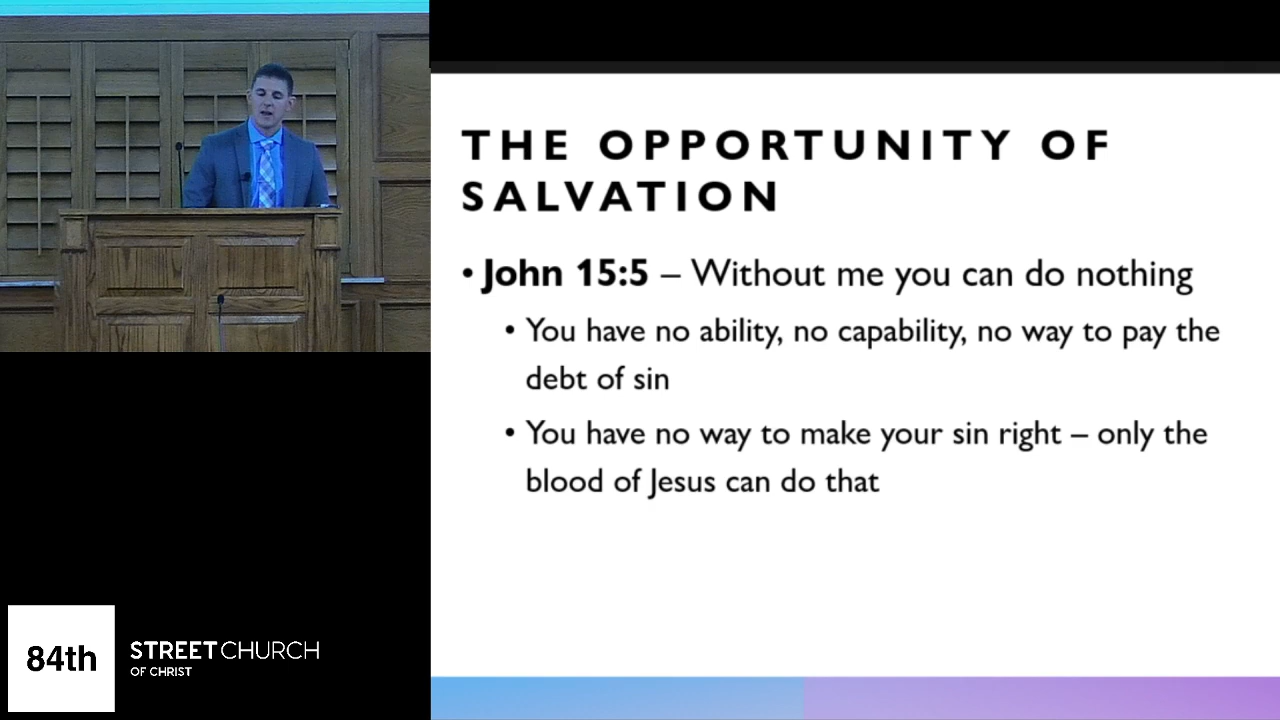 THE OPPORTUNITY OF
SALVATION
• John 15:5 – Without me you can do nothing
• You have no ability, no capability, no way to pay the
debt of sin
• You have no way to make your sin right – only the
blood of Jesus can do that
84th
STREET CHURCH
OF CHRIST